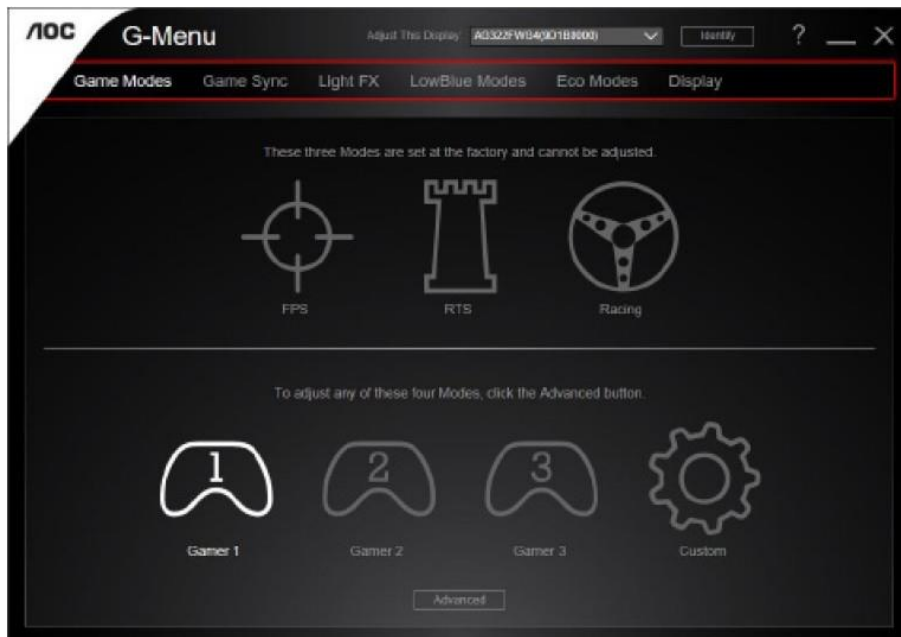 AOC G-Menu Adjust This Display AG322FWG4(9O1B8000) Identify ?
Game Modes Game Sync Light FX LowBlue Modes Eco Modes Display
These three Modes are set at the factory and cannot be adjusted.
FPS RTS Racing
To adjust any of these four Modes, click the Advanced button.
1 2 3
Gamer 1 Gamer 2 Gamer 3 Custom
Advanced